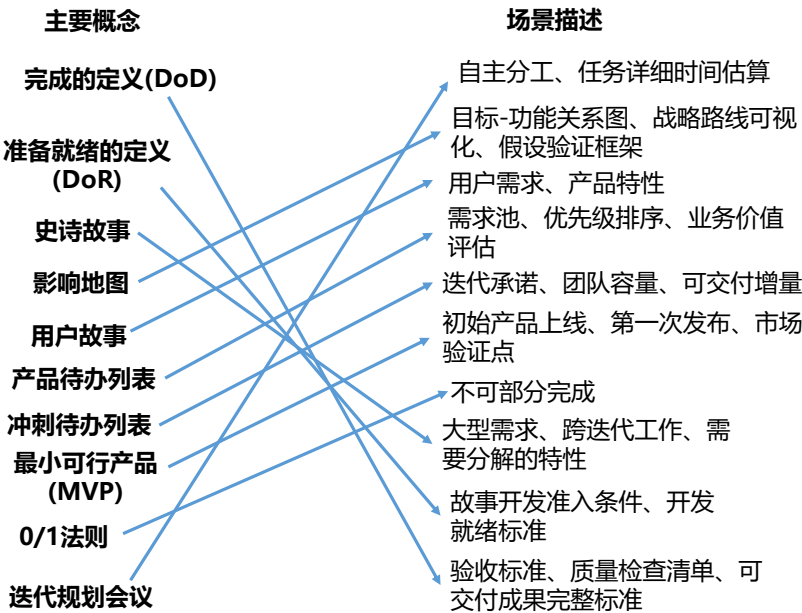 主要概念
完成的定义(DoD)
准备就绪的定义
(DoR)
史诗故事
影响地图
用户故事
产品待办列表
冲刺待办列表
最小可行产品
(MVP)
0/1法则
迭代规划会议
场景描述
自主分工、任务详细时间估算
目标-功能关系图、战略路线可视
化、假设验证框架
用户需求、产品特性
需求池、优先级排序、业务价值
评估
迭代承诺、团队容量、可交付增量
初始产品上线、第一次发布、市场
验证点
不可部分完成
大型需求、跨迭代工作、需
要分解的特性
故事开发准入条件、开发
就绪标准
验收标准、质量检查清单、可
交付成果完整标准